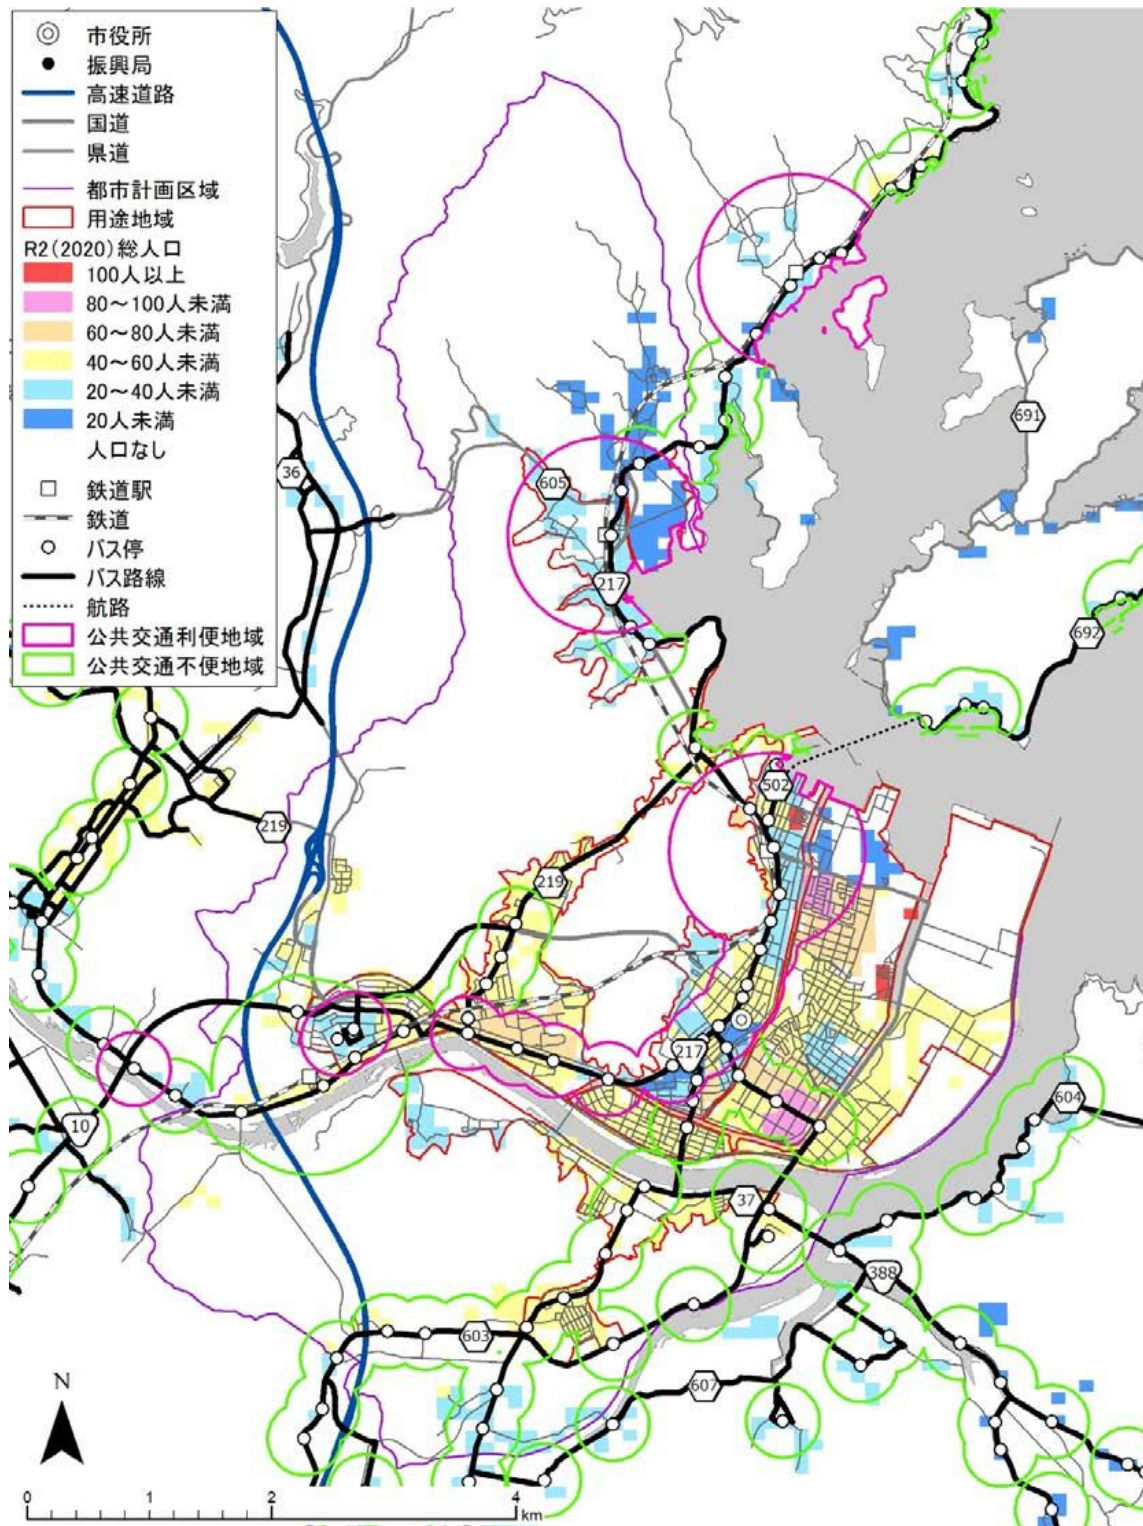 市役所
振興局
高速道路
国道
県道
都市計画区域
用途地域
R2(2020)総人口
100人以上
80～100人未満
60～80人未満
40～60人未満
20～40人未満
20人未満
人口なし
鉄道駅
鉄道
バス停
バス路線
航路
公共交通利便地域
公共交通不便地域
691
36
605
217
692
502
219
219
217
604
10
37
388
603
607
N
0 1 2 4
km